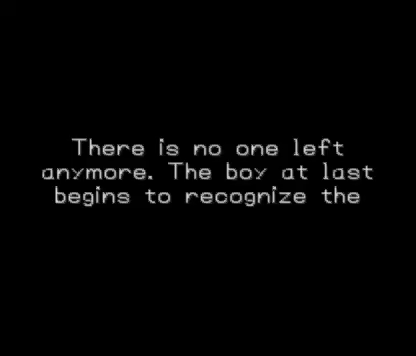 There is no one left
anymore. The boy at last
begins to recognize the